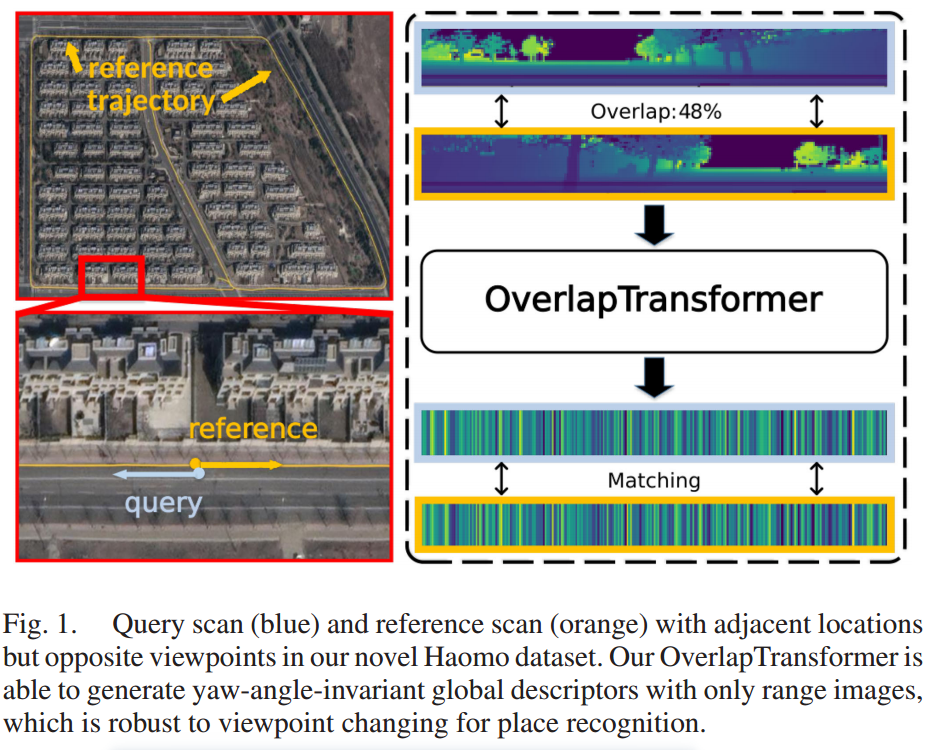 reference
trajectory
reference
query
Overlap:48%
OverlapTransformer
Matching
Fig. 1. Query scan (blue) and reference scan (orange) with adjacent locations
but opposite viewpoints in our novel Haomo dataset. Our OverlapTransformer is
able to generate yaw-angle-invariant global descriptors with only range images,
which is robust to viewpoint changing for place recognition.